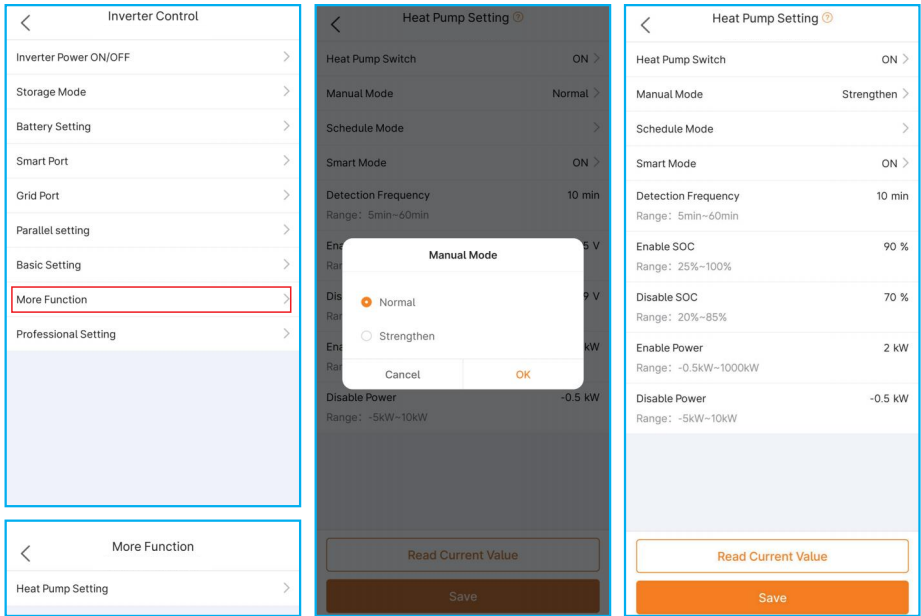 Inverter Control
Inverter Power ON/OFF
Storage Mode
Battery Setting
Smart Port
Grid Port
Parallel setting
Basic Setting
More Function
Professional Setting
More Function
Heat Pump Setting
Heat Pump Setting ?
Heat Pump Switch ON
Manual Mode Normal
Schedule Mode
Smart Mode ON
Detection Frequency 10 min
Range: 5min~60min
Manual Mode
Normal
Strengthen
Cancel OK
Disable Power -0.5 kW
Range: -5kW~10kW
Read Current Value
Save
Heat Pump Setting ?
Heat Pump Switch ON
Manual Mode Strengthen
Schedule Mode
Smart Mode ON
Detection Frequency 10 min
Range: 5min~60min
Enable SOC 90 %
Range: 25%~100%
Disable SOC 70 %
Range: 20%~85%
Enable Power 2 kW
Range: -0.5kW~1000kW
Disable Power -0.5 kW
Range: -5kW~10kW
Read Current Value
Save